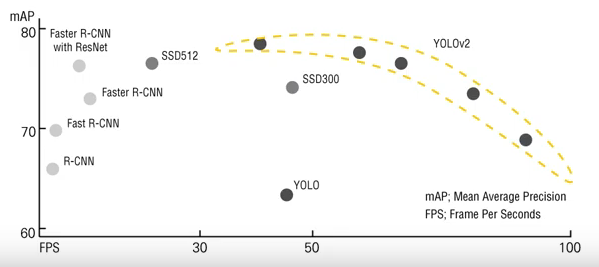 mAP
80
Faster R-CNN
with ResNet
SSD512
YOLOv2
SSD300
Faster R-CNN
Fast R-CNN
70
R-CNN
YOLO
mAP; Mean Average Precision
FPS; Frame Per Seconds
60
FPS
30
50
100